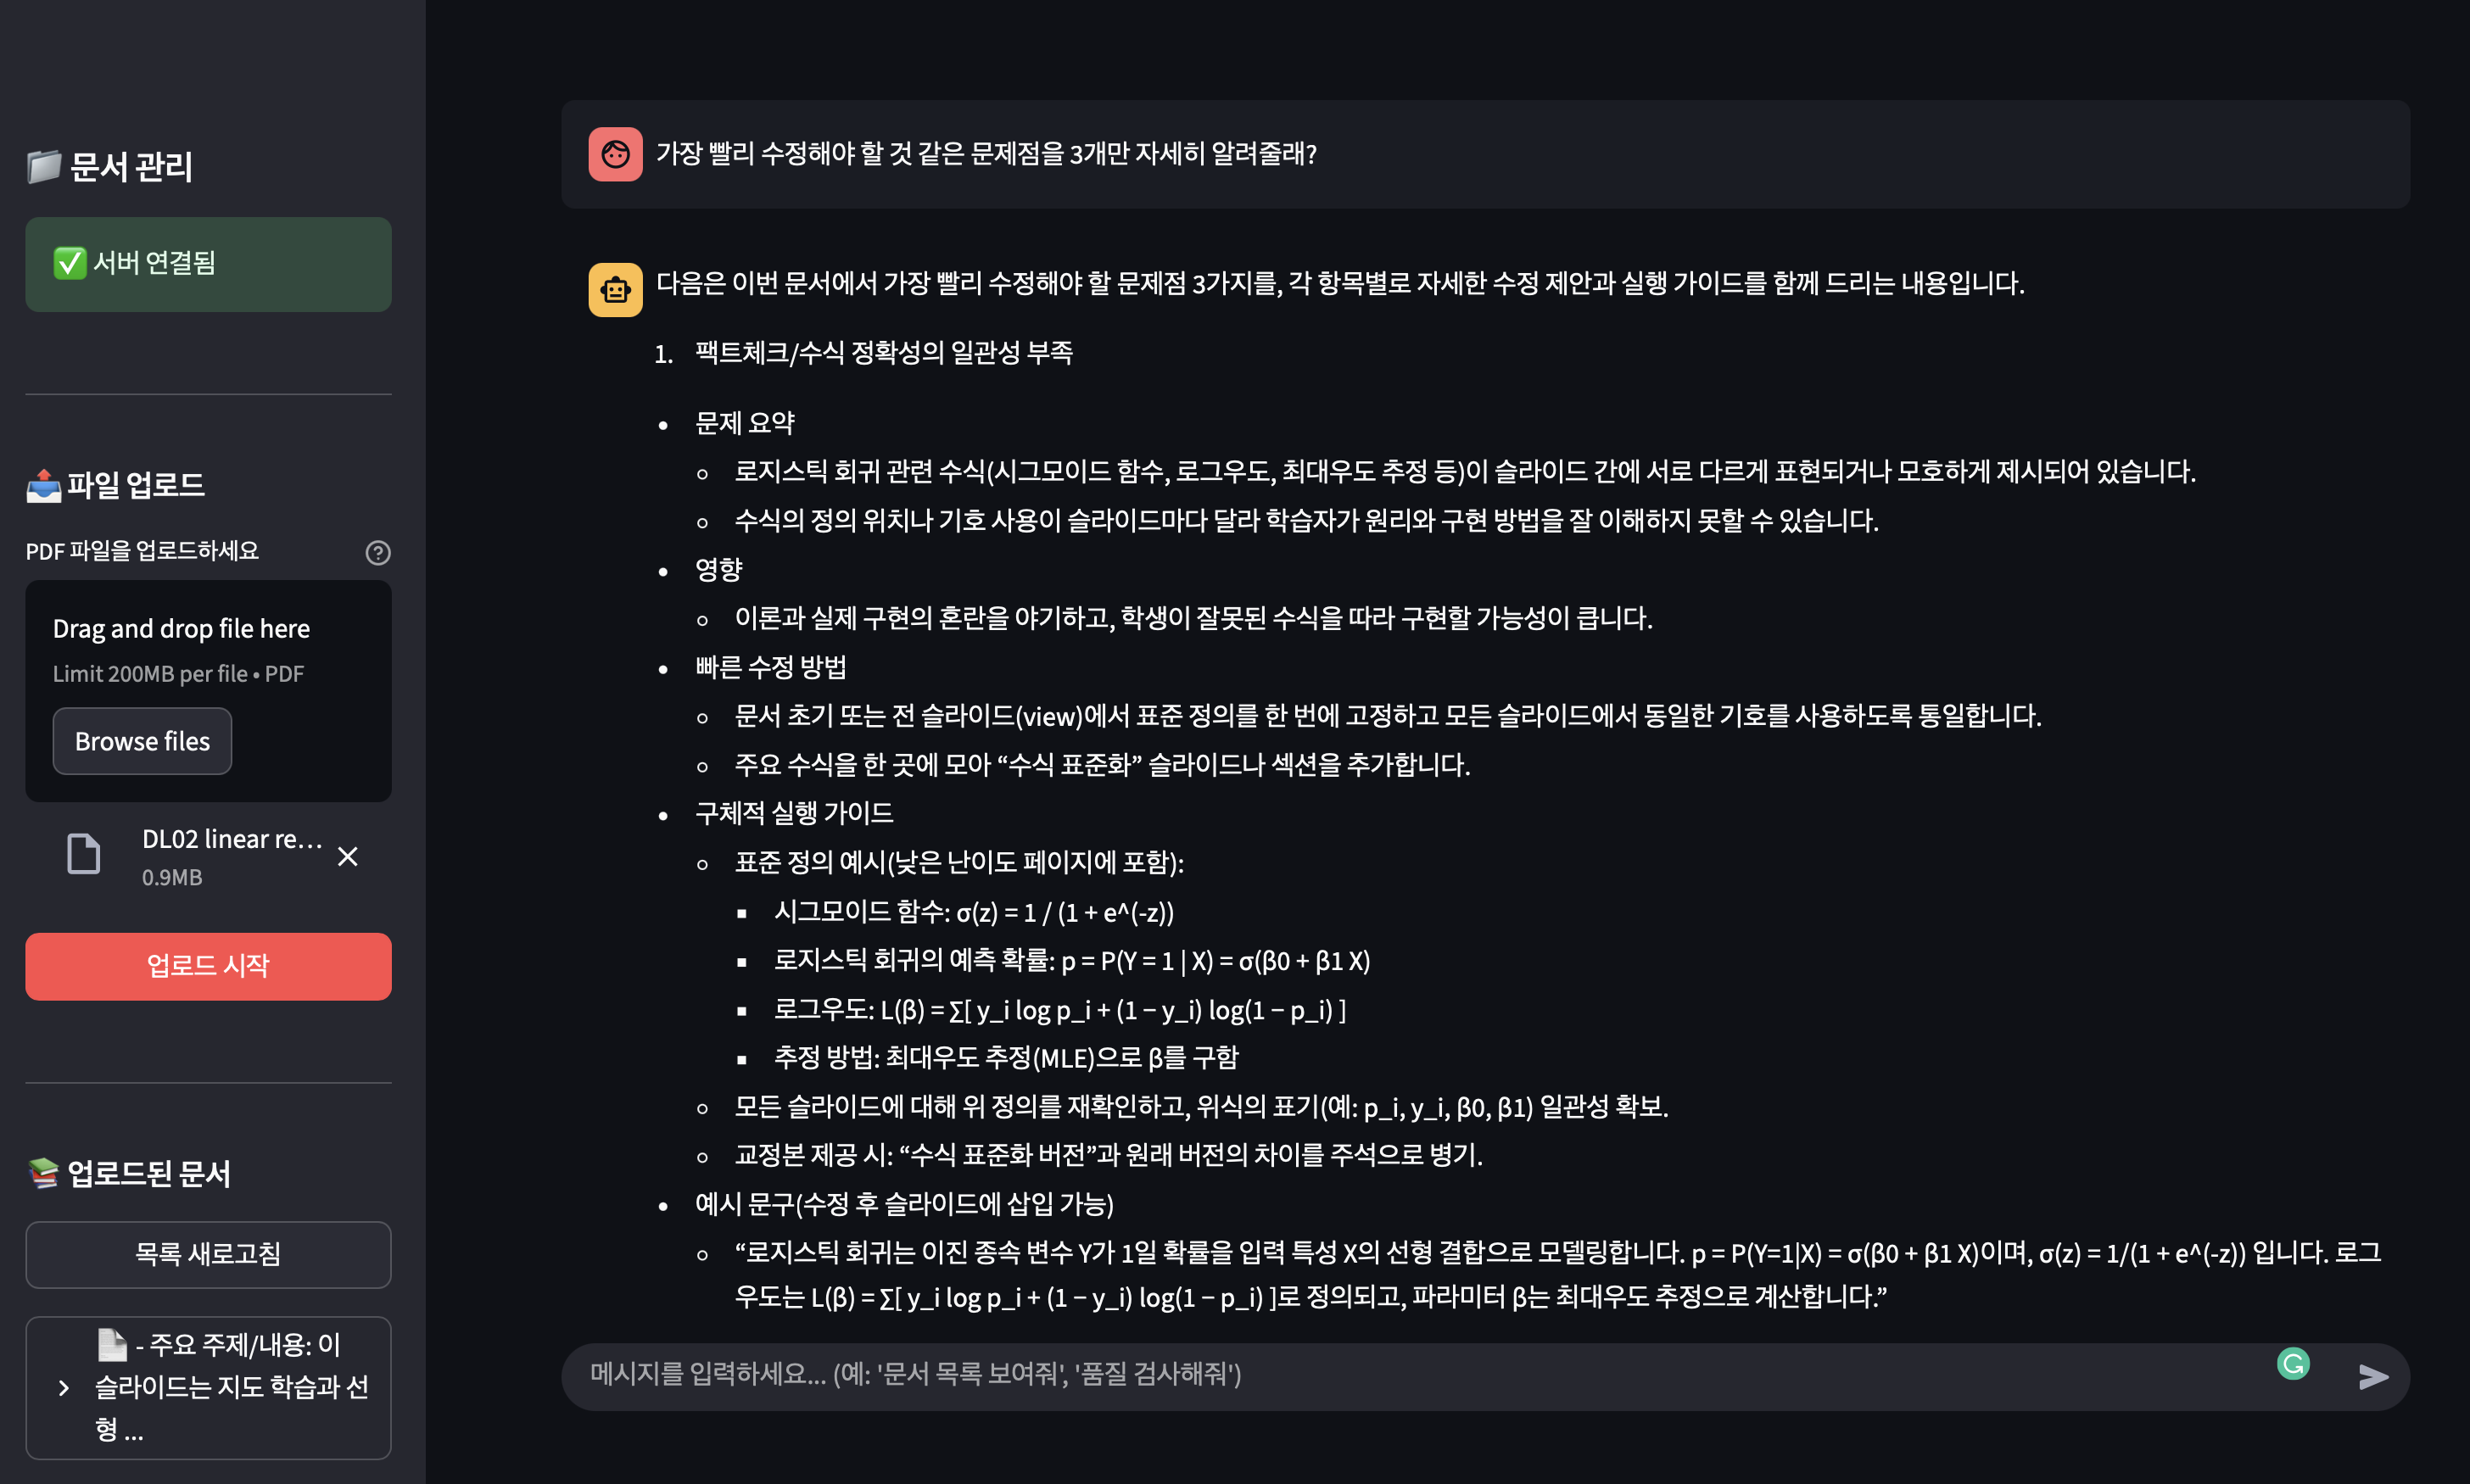 문서 관리
서버 연결됨
파일 업로드
PDF 파일을 업로드하세요
Drag and drop file here
Limit 200MB per file • PDF
Browse files
DL02 linear re...
0.9MB
업로드 시작
업로드된 문서
목록 새로고침
- 주요 주제/내용: 이
슬라이드는 지도 학습과 선
형 ...
가장 빨리 수정해야 할 것 같은 문제점을 3개만 자세히 알려줄래?
다음은 이번 문서에서 가장 빨리 수정해야 할 문제점 3가지를, 각 항목별로 자세한 수정 제안과 실행 가이드를 함께 드리는 내용입니다.
1. 팩트체크/수식 정확성의 일관성 부족
• 문제 요약
◦ 로지스틱 회귀 관련 수식(시그모이드 함수, 로그우도, 최대우도 추정 등)이 슬라이드 간에 서로 다르게 표현되거나 모호하게 제시되어 있습니다.
◦ 수식의 정의 위치나 기호 사용이 슬라이드마다 달라 학습자가 원리와 구현 방법을 잘 이해하지 못할 수 있습니다.
• 영향
◦ 이론과 실제 구현의 혼란을 야기하고, 학생이 잘못된 수식을 따라 구현할 가능성이 큽니다.
• 빠른 수정 방법
◦ 문서 초기 또는 전 슬라이드(view)에서 표준 정의를 한 번에 고정하고 모든 슬라이드에서 동일한 기호를 사용하도록 통일합니다.
◦ 주요 수식을 한 곳에 모아 “수식 표준화” 슬라이드나 섹션을 추가합니다.
• 구체적 실행 가이드
◦ 표준 정의 예시(낮은 난이도 페이지에 포함):
▪ 시그모이드 함수: σ(z) = 1 / (1 + e^(-z))
▪ 로지스틱 회귀의 예측 확률: p = P(Y = 1 | X) = σ(β0 + β1 X)
▪ 로그우도: L(β) = ∑[ y_i log p_i + (1 − y_i) log(1 − p_i) ]
▪ 추정 방법: 최대우도 추정(MLE)으로 β를 구함
◦ 모든 슬라이드에 대해 위 정의를 재확인하고, 위식의 표기(예: p_i, y_i, β0, β1) 일관성 확보.
◦ 교정본 제공 시: “수식 표준화 버전”과 원래 버전의 차이를 주석으로 병기.
• 예시 문구(수정 후 슬라이드에 삽입 가능)
◦ “로지스틱 회귀는 이진 종속 변수 Y가 1일 확률을 입력 특성 X의 선형 결합으로 모델링합니다. p = P(Y=1|X) = σ(β0 + β1 X)이며, σ(z) = 1/(1 + e^(-z)) 입니다. 로그
우도는 L(β) = ∑[ y_i log p_i + (1 − y_i) log(1 − p_i) ]로 정의되고, 파라미터 β는 최대우도 추정으로 계산합니다.”
메시지를 입력하세요... (예: '문서 목록 보여줘', '품질 검사해줘')